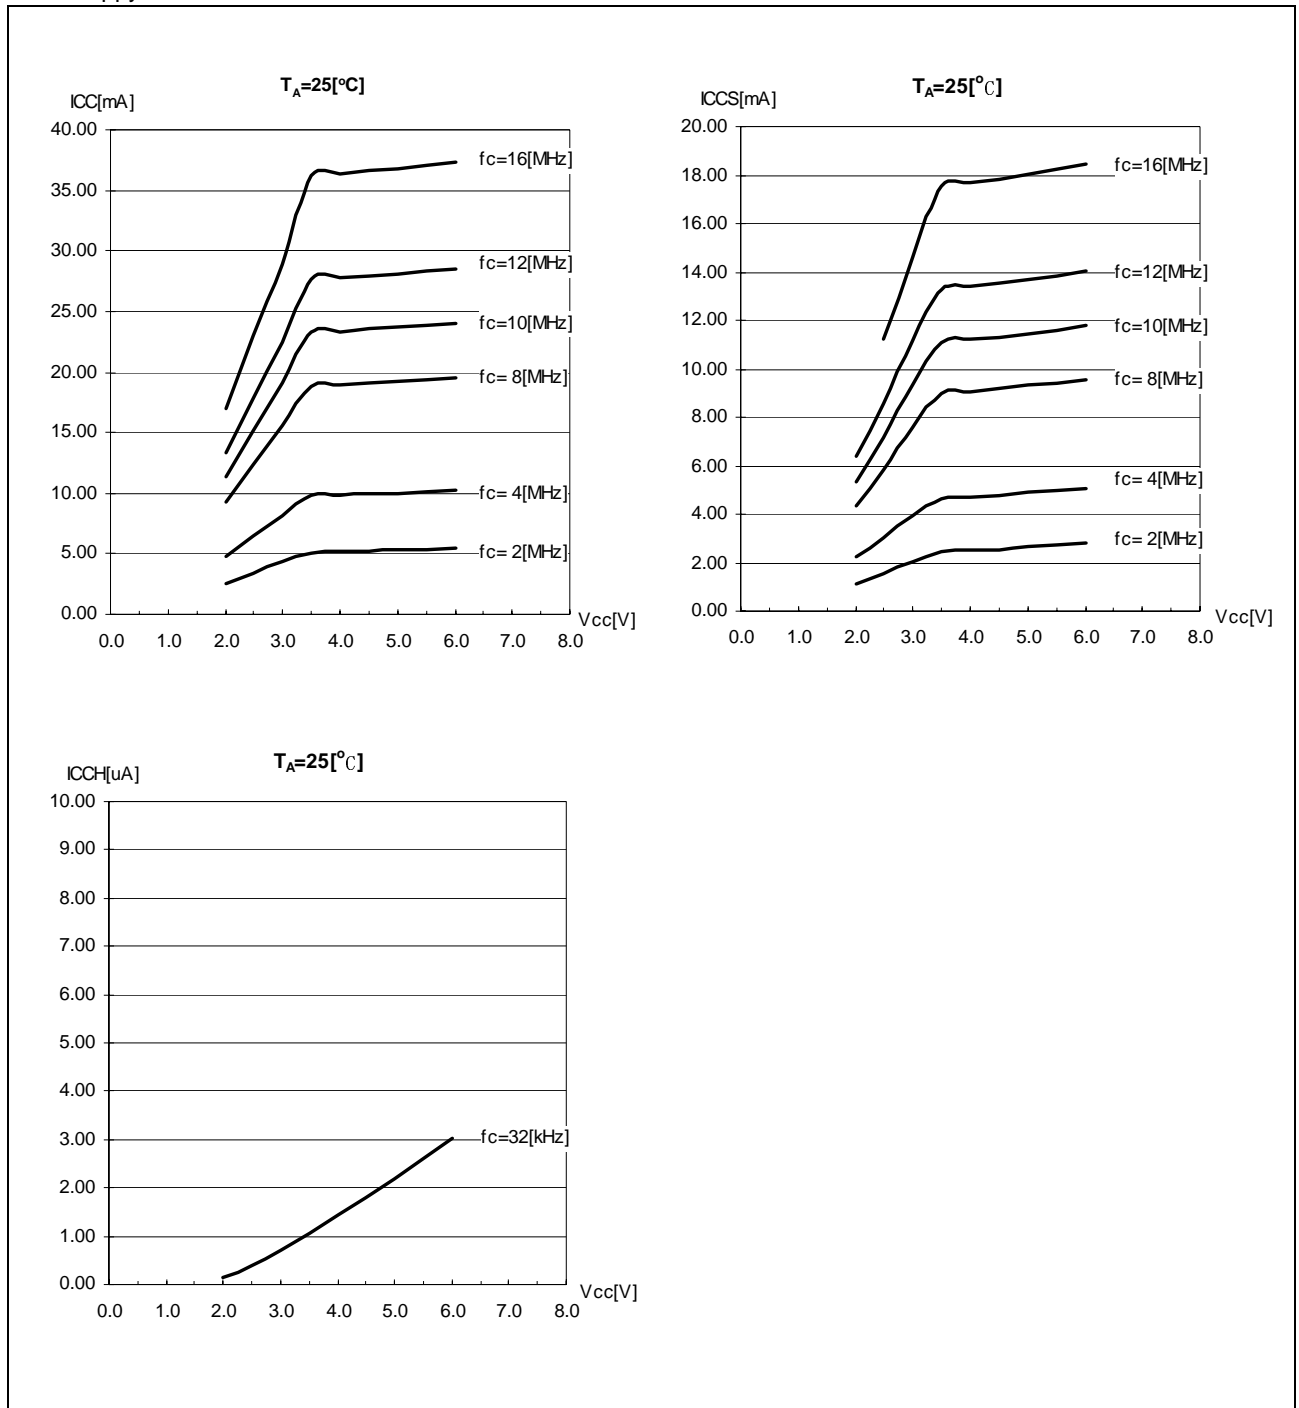 T_A=25[°C]
ICC[mA]
40.00
35.00
30.00
25.00
20.00
15.00
10.00
5.00
0.00
fc=16[MHz]
fc=12[MHz]
fc=10[MHz]
fc= 8[MHz]
fc= 4[MHz]
fc= 2[MHz]
0.0 1.0 2.0 3.0 4.0 5.0 6.0 7.0 8.0
Vcc[V]
T_A=25[°C]
ICCS[mA]
20.00
18.00
16.00
14.00
12.00
10.00
8.00
6.00
4.00
2.00
0.00
fc=16[MHz]
fc=12[MHz]
fc=10[MHz]
fc= 8[MHz]
fc= 4[MHz]
fc= 2[MHz]
0.0 1.0 2.0 3.0 4.0 5.0 6.0 7.0 8.0
Vcc[V]
T_A=25[°C]
ICCH[uA]
10.00
9.00
8.00
7.00
6.00
5.00
4.00
3.00
2.00
1.00
0.00
fc=32[kHz]
0.0 1.0 2.0 3.0 4.0 5.0 6.0 7.0 8.0
Vcc[V]